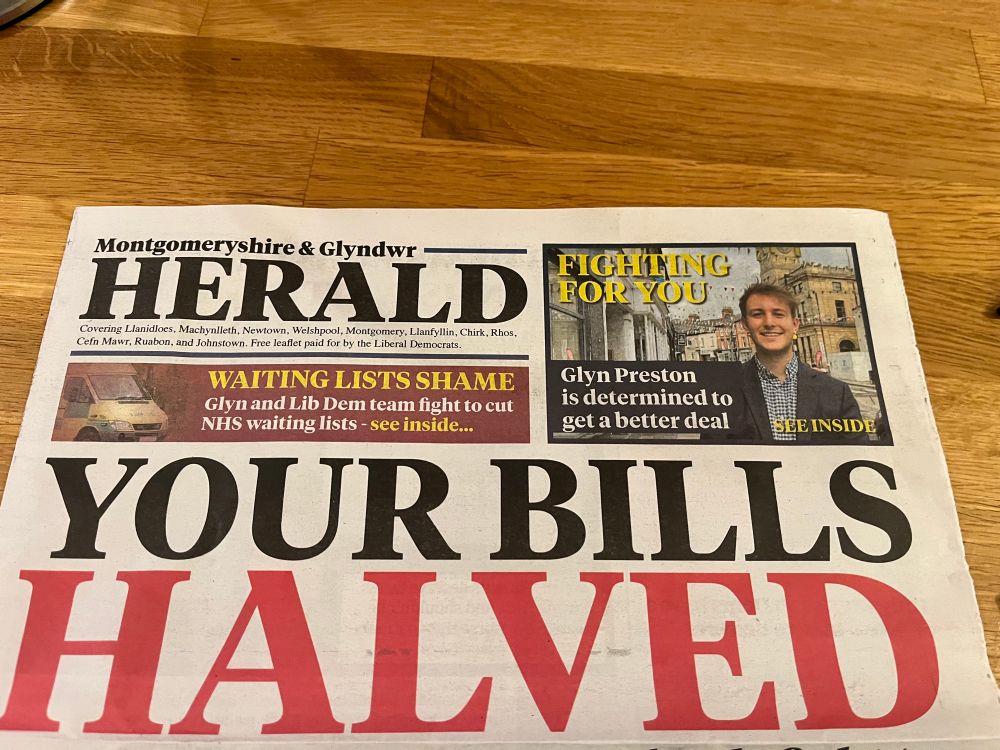 Montgomeryshire & Glyndwr
HERALD
Covering Llanidloes, Machynlleth, Newtown, Welshpool, Montgomery, Llanfyllin, Chirk, Rhos,
Cefn Mawr, Ruabon, and Johnstown. Free leaflet paid for by the Liberal Democrats.
WAITING LISTS SHAME
Glyn and Lib Dem team fight to cut
NHS waiting lists - see inside...
FIGHTING
FOR YOU
Glyn Preston
is determined to
get a better deal
SEE INSIDE
YOUR BILLS
HALVED